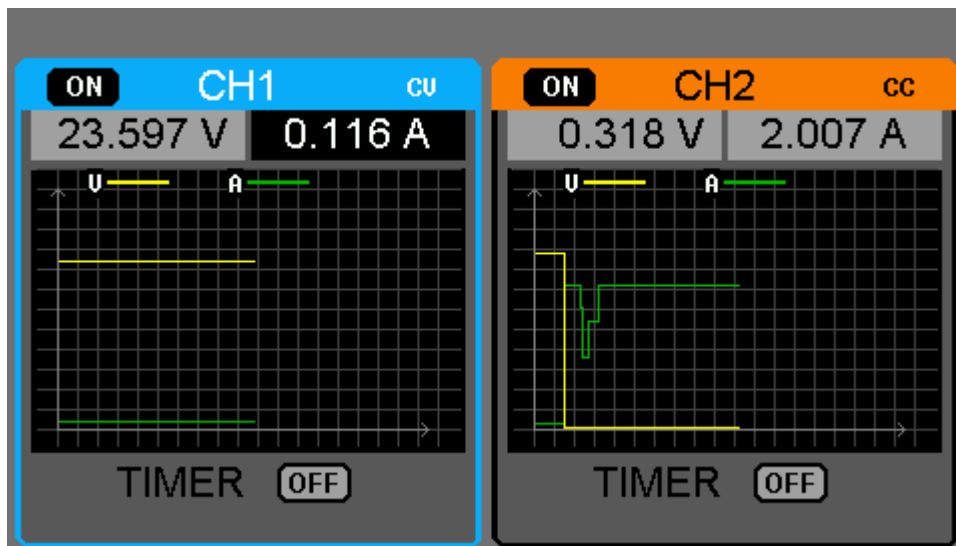 ON CH1 CV
23.597 V 0.116 A
V A
TIMER OFF
ON CH2 CC
0.318 V 2.007 A
V A
TIMER OFF